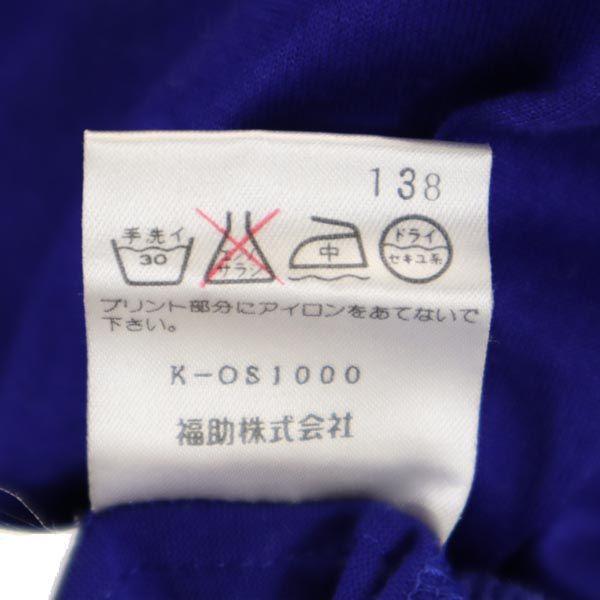 138
手洗イ 30 エンソ サラシ 中 ドライ セキユ系
プリント部分にアイロンをあてないで
下さい。
K-OS1000
福助株式会社